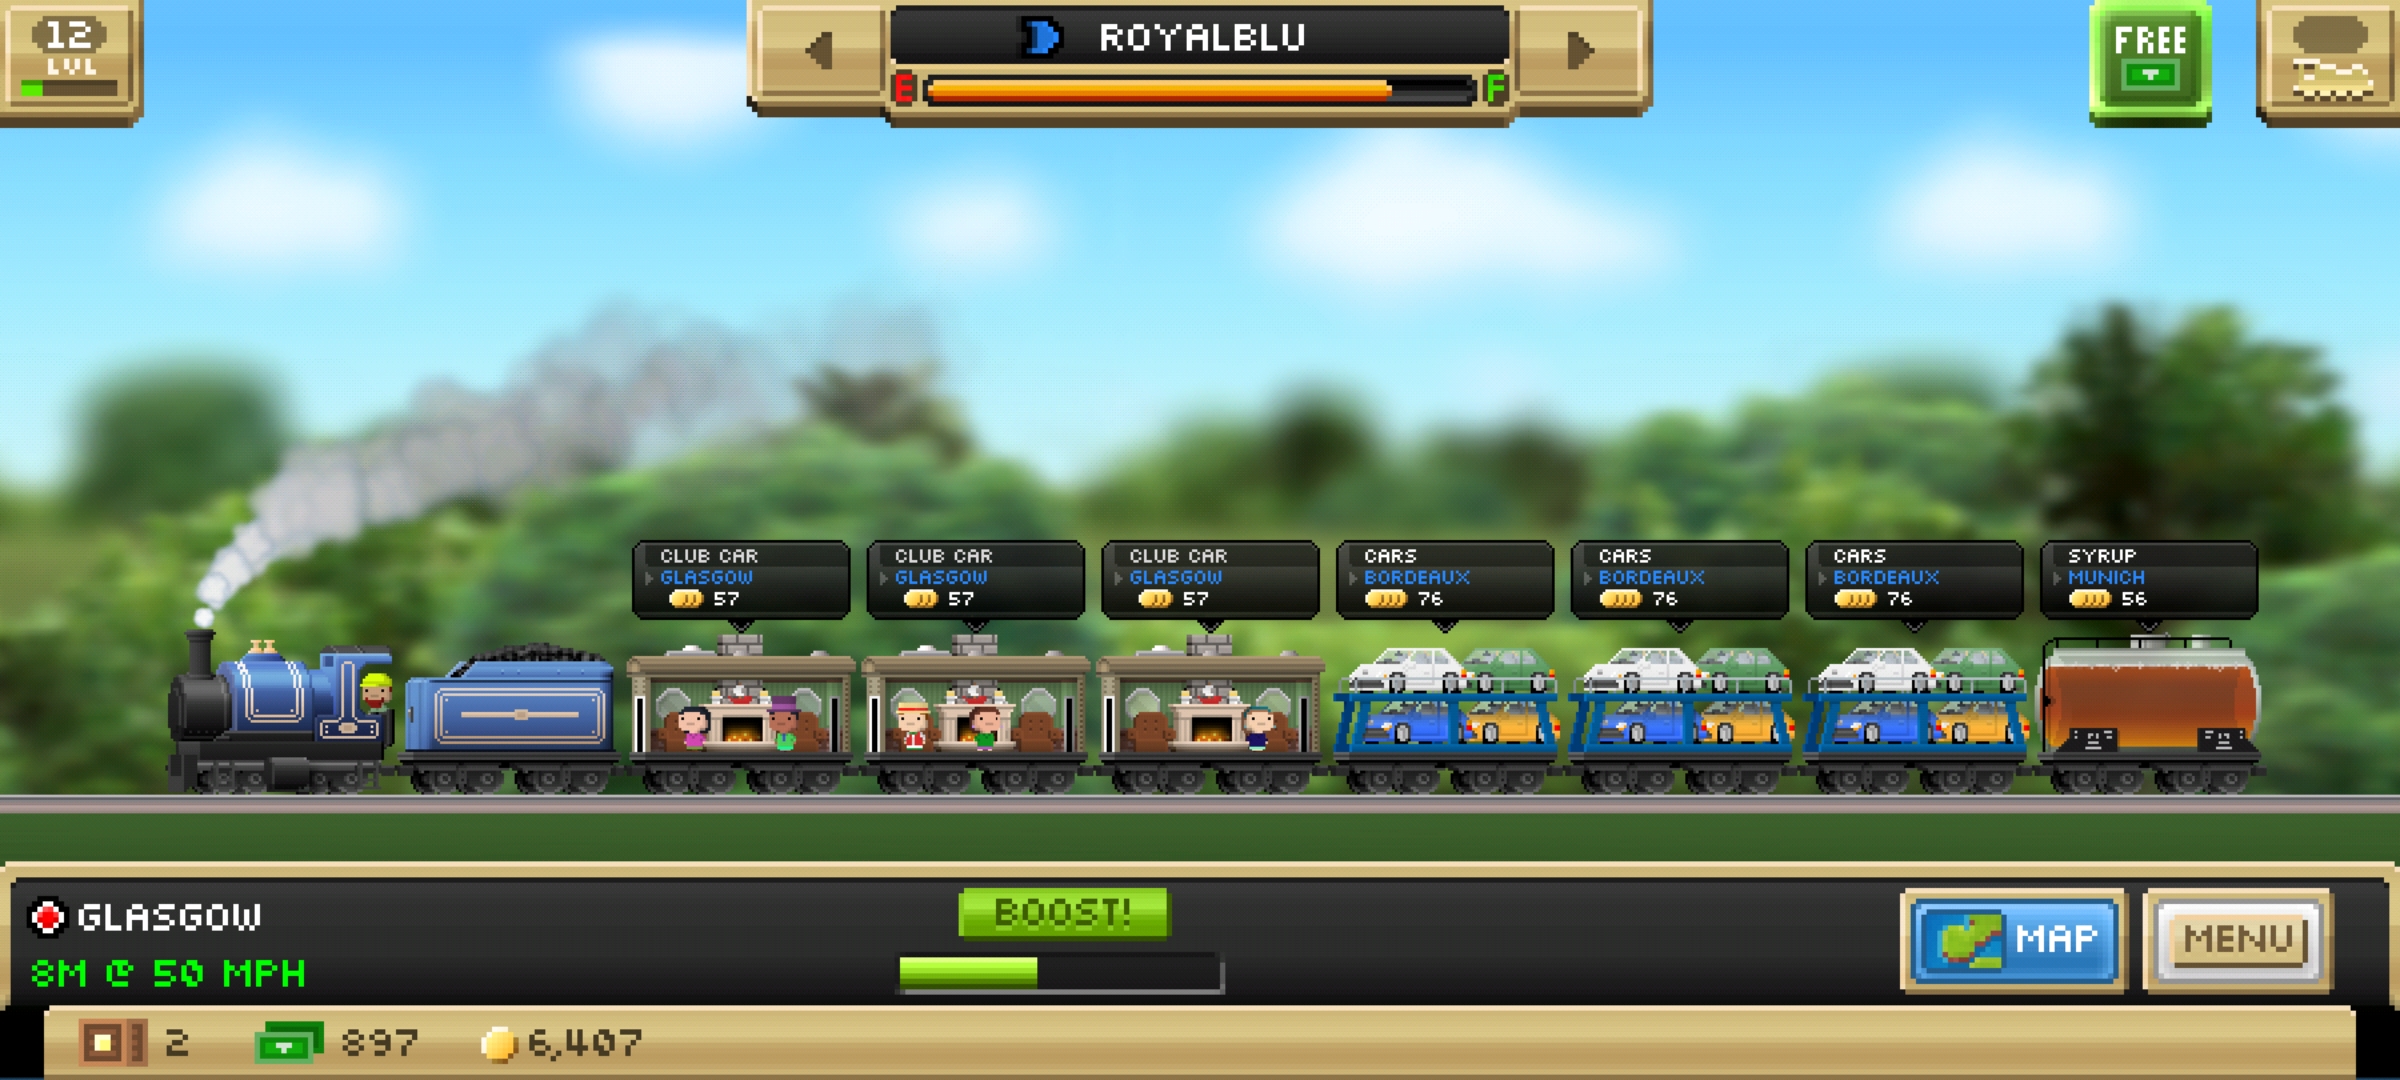 12
LVL
ROYALBLU
E F
FREE
CLUB CAR
GLASGOW
57
CLUB CAR
GLASGOW
57
CLUB CAR
GLASGOW
57
CARS
BORDEAUX
76
CARS
BORDEAUX
76
CARS
BORDEAUX
76
SYRUP
MUNICH
56
GLASGOW
8M @ 50 MPH
BOOST!
MAP
MENU
2 897 6,407